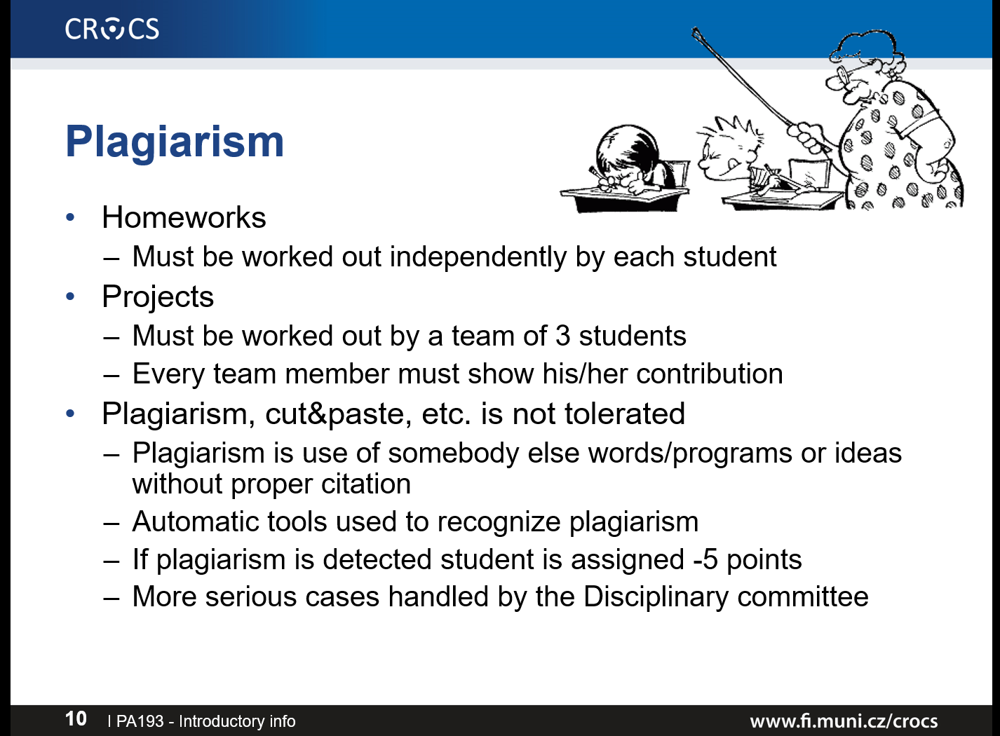 CROCS
Plagiarism
• Homeworks
– Must be worked out independently by each student
• Projects
– Must be worked out by a team of 3 students
– Every team member must show his/her contribution
• Plagiarism, cut&paste, etc. is not tolerated
– Plagiarism is use of somebody else words/programs or ideas
without proper citation
– Automatic tools used to recognize plagiarism
– If plagiarism is detected student is assigned -5 points
– More serious cases handled by the Disciplinary committee
10 | PA193 - Introductory info
www.fi.muni.cz/crocs